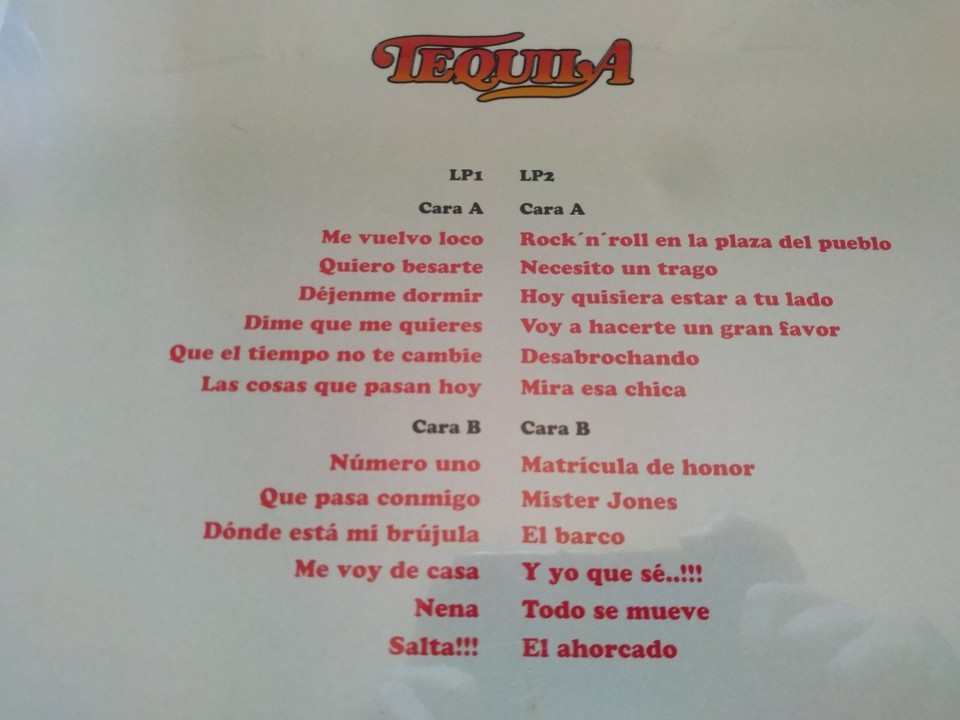 TEQUILA
LP1
Cara A
Me vuelvo loco
Quiero besarte
Déjenme dormir
Dime que me quieres
Que el tiempo no te cambie
Las cosas que pasan hoy
Cara B
Número uno
Que pasa conmigo
Dónde está mi brújula
Me voy de casa
Nena
Salta!!!
LP2
Cara A
Rock´n´roll en la plaza del pueblo
Necesito un trago
Hoy quisiera estar a tu lado
Voy a hacerte un gran favor
Desabrochando
Mira esa chica
Cara B
Matrícula de honor
Mister Jones
El barco
Y yo que sé..!!!
Todo se mueve
El ahorcado